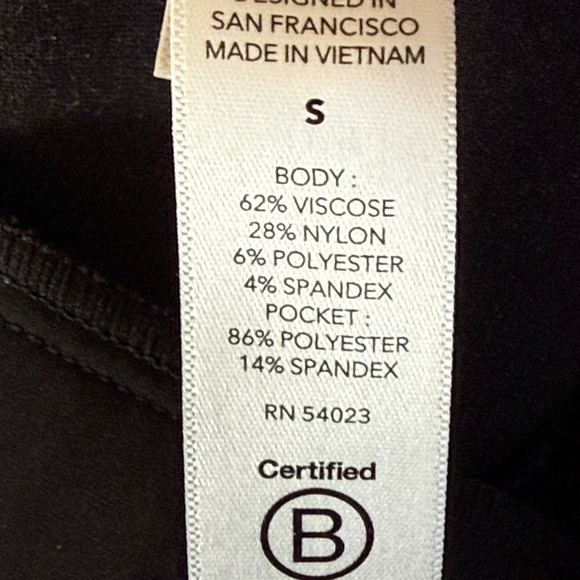 DESIGNED IN
SAN FRANCISCO
MADE IN VIETNAM
S
BODY :
62% VISCOSE
28% NYLON
6% POLYESTER
4% SPANDEX
POCKET :
86% POLYESTER
14% SPANDEX
RN 54023
Certified
B